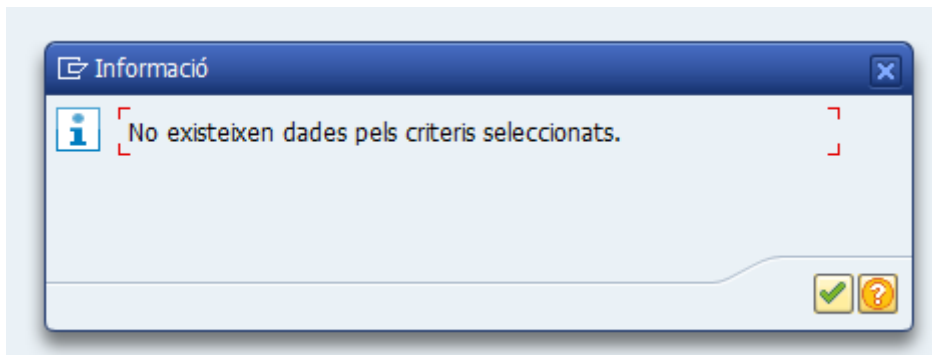 Informació
No existeixen dades pels criteris seleccionats.